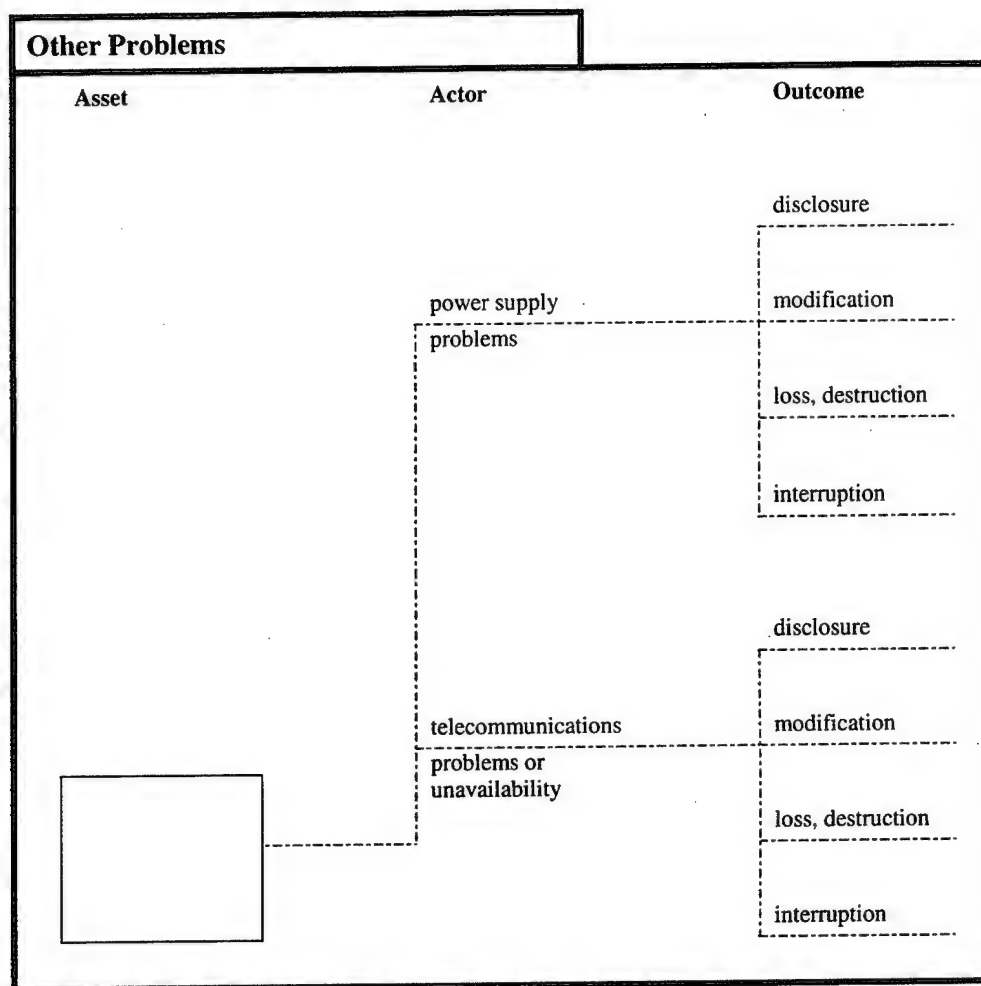 Other Problems
Asset Actor Outcome
disclosure
power supply modification
problems
loss, destruction
interruption
disclosure
telecommunications modification
problems or
unavailability
loss, destruction
interruption